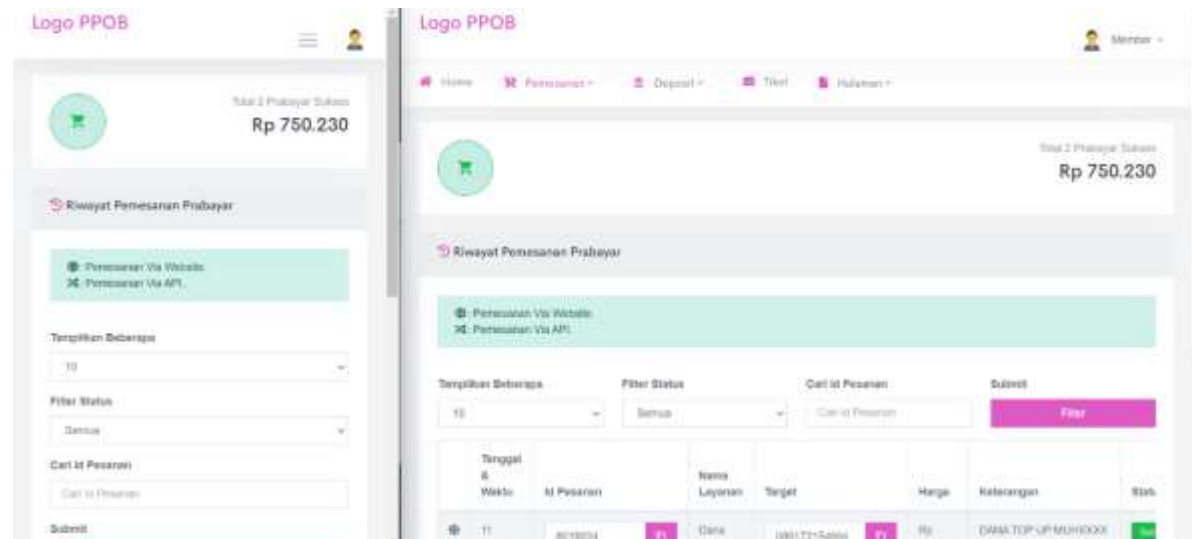 Logo PPOB
Total 2 Prabayar Sukses
Rp 750.230
Riwayat Pemesanan Prabayar
: Pemesanan Via Website.
: Pemesanan Via API.
Tampilkan Beberapa
10
Filter Status
Semua
Cari Id Pesanan
Cari Id Pesanan
Submit
Logo PPOB
Member
Home Pemesanan Deposit Tiket Halaman
Total 2 Prabayar Sukses
Rp 750.230
Riwayat Pemesanan Prabayar
: Pemesanan Via Website.
: Pemesanan Via API.
Tampilkan Beberapa Filter Status Cari Id Pesanan Submit
10 Semua Cari Id Pesanan Filter
Tanggal
&
Waktu Id Pesanan Nama
Layanan Target Harga Keterangan
11 Dana Rp DANA TOP UP